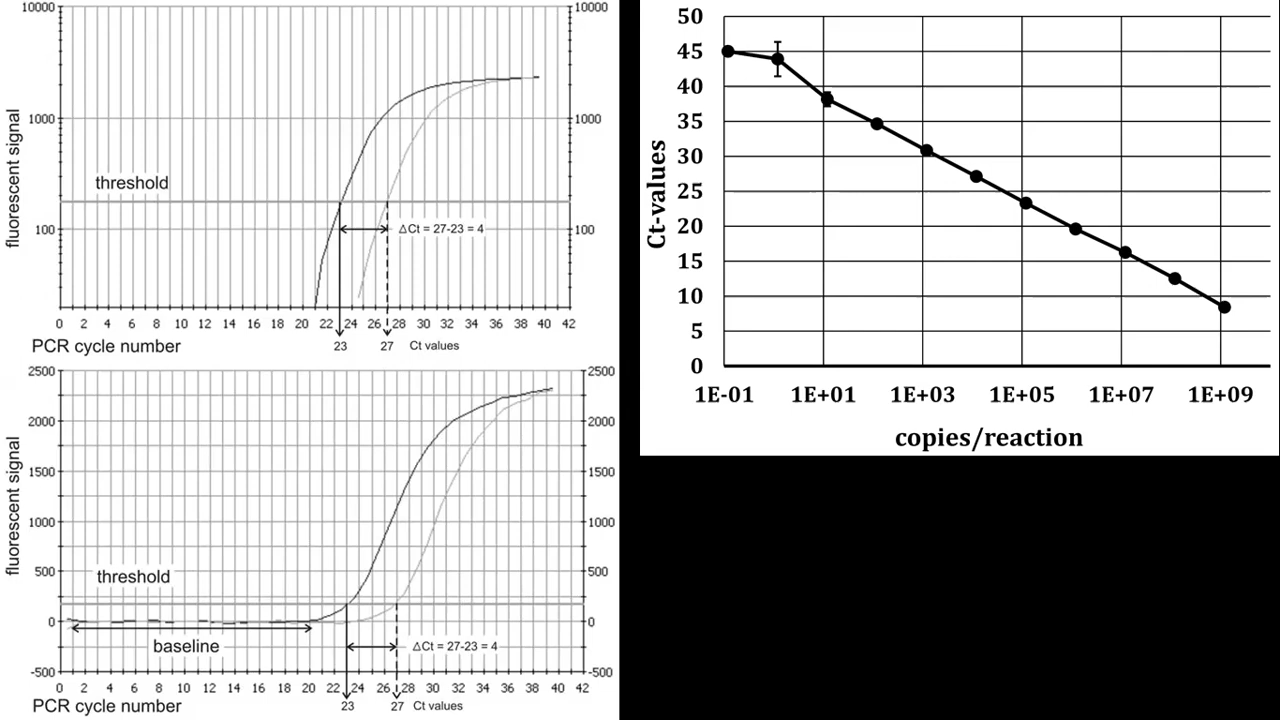 10000
10000
1000
1000
100
100
fluorescent signal
threshold
ΔCt = 27-23 = 4
0 2 4 6 8 10 12 14 16 18 20 22 24 26 28 30 32 34 36 38 40 42
PCR cycle number
23
27
Ct values
2500
2500
2000
2000
1500
1500
1000
1000
500
500
0
0
-500
-500
fluorescent signal
threshold
baseline
ΔCt = 27-23 = 4
0 2 4 6 8 10 12 14 16 18 20 22 24 26 28 30 32 34 36 38 40 42
PCR cycle number
23
27
Ct values
50
45
40
35
30
25
20
15
10
5
0
Ct-values
1E-01 1E+01 1E+03 1E+05 1E+07 1E+09
copies/reaction